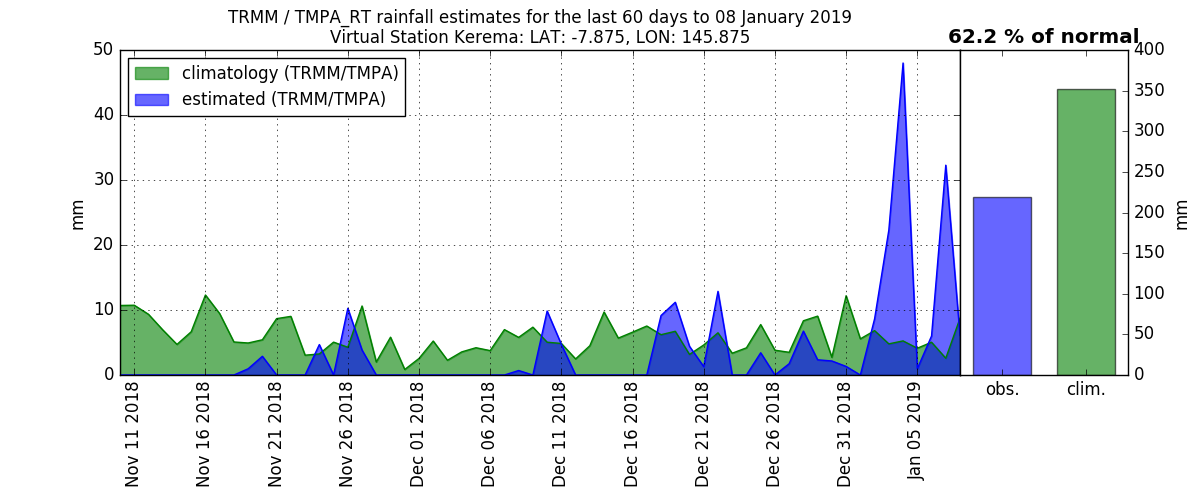 TRMM / TMPA_RT rainfall estimates for the last 60 days to 08 January 2019
Virtual Station Kerema: LAT: -7.875, LON: 145.875
62.2 % of normal
climatology (TRMM/TMPA)
estimated (TRMM/TMPA)
mm
50
40
30
20
10
0
Nov 11 2018
Nov 16 2018
Nov 21 2018
Nov 26 2018
Dec 01 2018
Dec 06 2018
Dec 11 2018
Dec 16 2018
Dec 21 2018
Dec 26 2018
Dec 31 2018
Jan 05 2019
obs.
clim.
400
350
300
250
200
150
100
50
0
mm